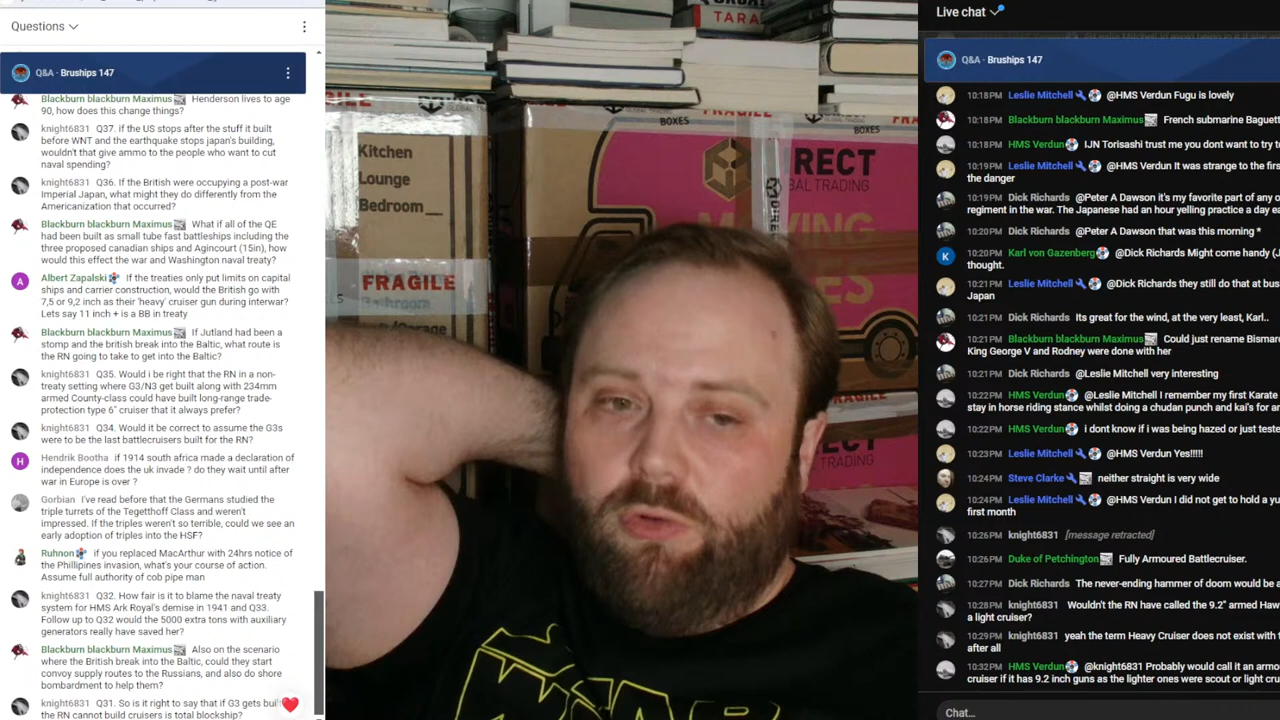 Questions
Q&A · Bruships 147
Blackburn blackburn Maximus Henderson lives to age
90, how does this change things?
knight6831 Q37. if the US stops after the stuff it built
before WNT and the earthquake stops japan's building,
wouldn't that give ammo to the people who want to cut
naval spending?
knight6831 Q36. If the British were occupying a post-war
Imperial Japan, what might they do differently from the
Americanization that occurred?
Blackburn blackburn Maximus What if all of the QE
had been built as small tube fast battleships including the
three proposed canadian ships and Agincourt (15in), how
would this effect the war and Washington naval treaty?
Albert Zapalski If the treaties only put limits on capital
ships and carrier construction, would the British go with
7,5 or 9,2 inch as their 'heavy' cruiser gun during interwar?
Lets say 11 inch + is a BB in treaty
Blackburn blackburn Maximus If Jutland had been a
stomp and the british break into the Baltic, what route is
the RN going to take to get into the Baltic?
knight6831 Q35. Would i be right that the RN in a non-
treaty setting where G3/N3 get built along with 234mm
armed County-class could have built long-range trade-
protection type 6" cruiser that it always prefer?
knight6831 Q34. Would it be correct to assume the G3s
were to be the last battlecruisers built for the RN?
Hendrik Bootha if 1914 south africa made a declaration of
independence does the uk invade ? do they wait until after
war in Europe is over ?
Gorbian I've read before that the Germans studied the
triple turrets of the Tegetthoff Class and weren't
impressed. If the triples weren't so terrible, could we see an
early adoption of triples into the HSF?
Ruhnon if you replaced MacArthur with 24hrs notice of
the Phillipines invasion, what's your course of action.
Assume full authority of cob pipe man
knight6831 Q32. How fair is it to blame the naval treaty
system for HMS Ark Royal's demise in 1941 and Q33.
Follow up to Q32 would the 5000 extra tons with auxiliary
generators really have saved her?
Blackburn blackburn Maximus Also on the scenario
where the British break into the Baltic, could they start
convoy supply routes to the Russians, and also do shore
bombardment to help them?
knight6831 Q31. So is it right to say that if G3 gets buil
the RN cannot build cruisers is total blockship?
TARA
FRAGILE
BOXES
BOXES
Kitchen
Lounge
Bedroom
FRAGILE
Bathroom
RECT
BAL TRADING
MOVING
ES
FRAGILE
RECT
BAL TRADING
Live chat
Q&A · Bruships 147
10:18PM Leslie Mitchell @HMS Verdun Fugu is lovely
10:18PM Blackburn blackburn Maximus French submarine Baguett
10:18PM HMS Verdun IJN Torisashi trust me you dont want to try to
10:19PM Leslie Mitchell @HMS Verdun It was strange to the firs
the danger
10:19PM Dick Richards @Peter A Dawson it's my favorite part of any o
regiment in the war. The Japanese had an hour yelling practice a day es
10:20PM Dick Richards @Peter A Dawson that was this morning *
10:20PM Karl von Gazenberg @Dick Richards Might come handy (J
thought.
10:21PM Leslie Mitchell @Dick Richards they still do that at bus
Japan
10:21PM Dick Richards Its great for the wind, at the very least, Karl..
10:21PM Blackburn blackburn Maximus Could just rename Bismar
King George V and Rodney were done with her
10:21PM Dick Richards @Leslie Mitchell very interesting
10:22PM HMS Verdun @Leslie Mitchell I remember my first Karate
stay in horse riding stance whilst doing a chudan punch and kai's for a
10:22PM HMS Verdun i dont know if i was being hazed or just teste
10:23PM Leslie Mitchell @HMS Verdun Yes!!!!!
10:24PM Steve Clarke neither straight is very wide
10:24PM Leslie Mitchell @HMS Verdun I did not get to hold a yu
first month
10:26PM knight6831 [message retracted]
10:26PM Duke of Petchington Fully Armoured Battlecruiser.
10:27PM Dick Richards The never-ending hammer of doom would be a
10:28PM knight6831 Wouldn't the RN have called the 9.2" armed Haw
a light cruiser?
10:29PM knight6831 yeah the term Heavy Cruiser does not exist with t
after all
10:32PM HMS Verdun @knight6831 Probably would call it an armo
cruiser if it has 9.2 inch guns as the lighter ones were scout or light cru
Chat...